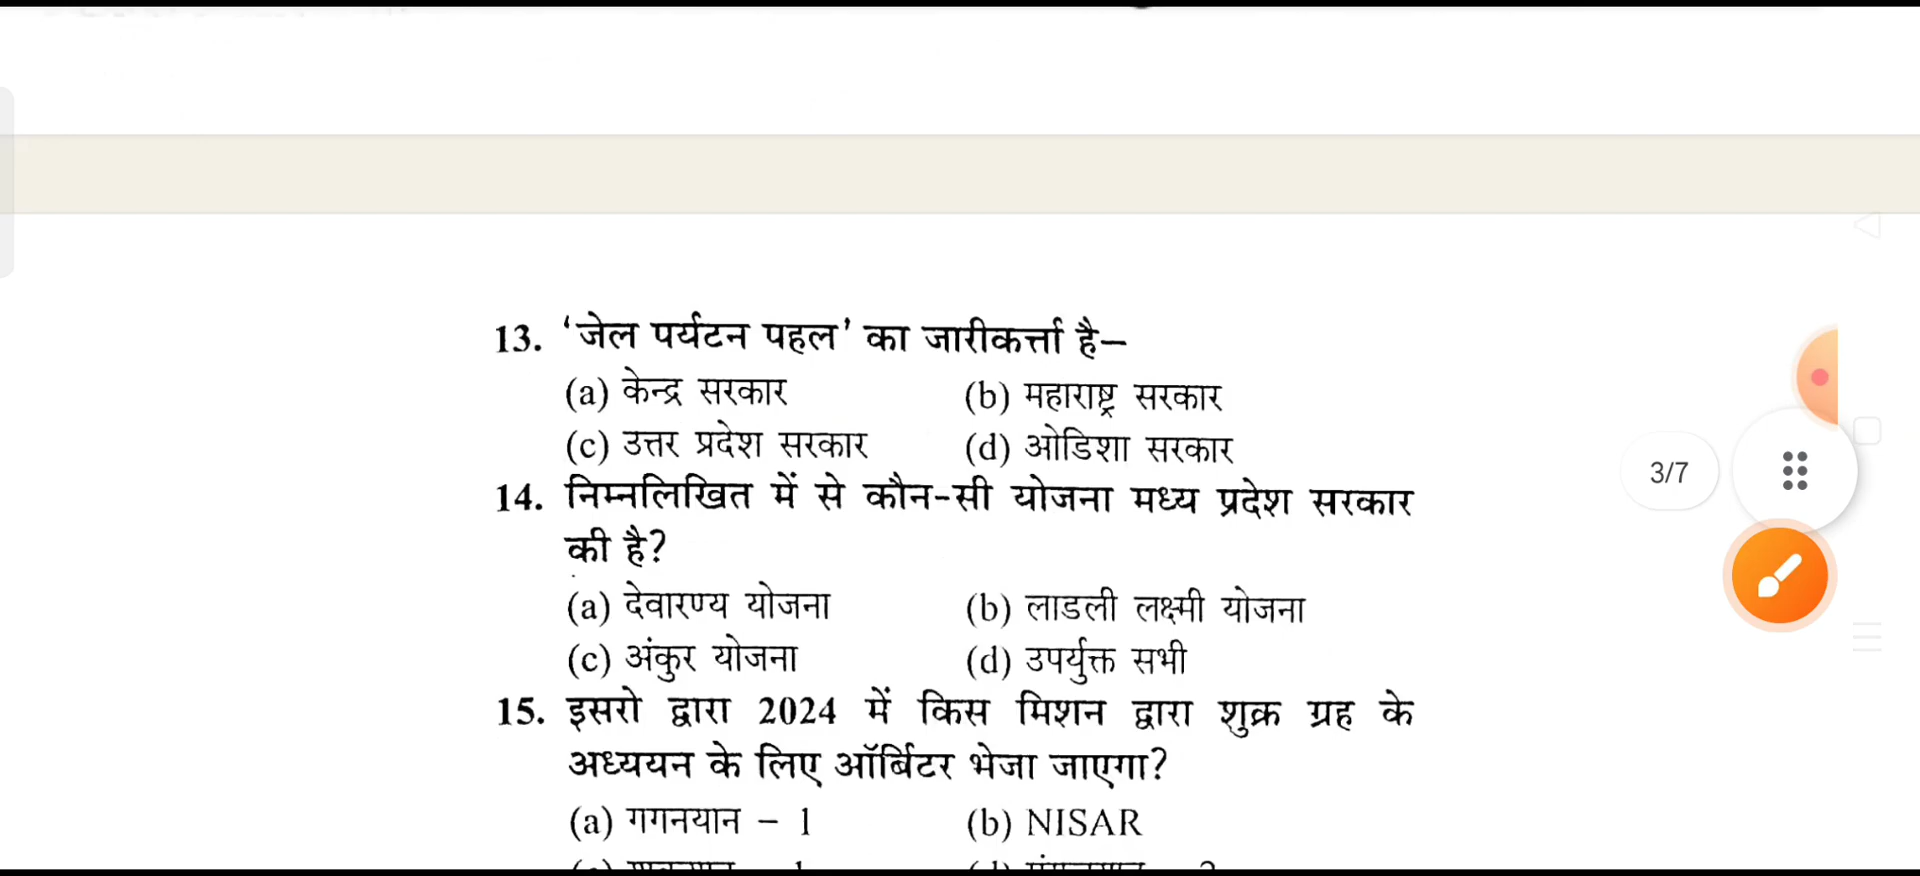 13. ‘जेल पर्यटन पहल’ का जारीकर्त्ता है–
(a) केन्द्र सरकार (b) महाराष्ट्र सरकार
(c) उत्तर प्रदेश सरकार (d) ओडिशा सरकार
14. निम्नलिखित में से कौन-सी योजना मध्य प्रदेश सरकार
की है?
(a) देवारण्य योजना (b) लाडली लक्ष्मी योजना
(c) अंकुर योजना (d) उपर्युक्त सभी
3/7
15. इसरो द्वारा 2024 में किस मिशन द्वारा शुक्र ग्रह के
अध्ययन के लिए ऑर्बिटर भेजा जाएगा?
(a) गगनयान – 1 (b) NISAR